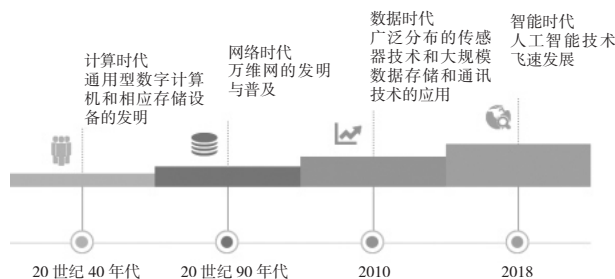 计算时代
通用型数字计算
机和相应存储设
备的发明
网络时代
万维网的发明
与普及
数据时代
广泛分布的传感
器技术和大规模
数据存储和通讯
技术的应用
智能时代
人工智能技术
飞速发展
20 世纪 40 年代
20 世纪 90 年代
2010
2018